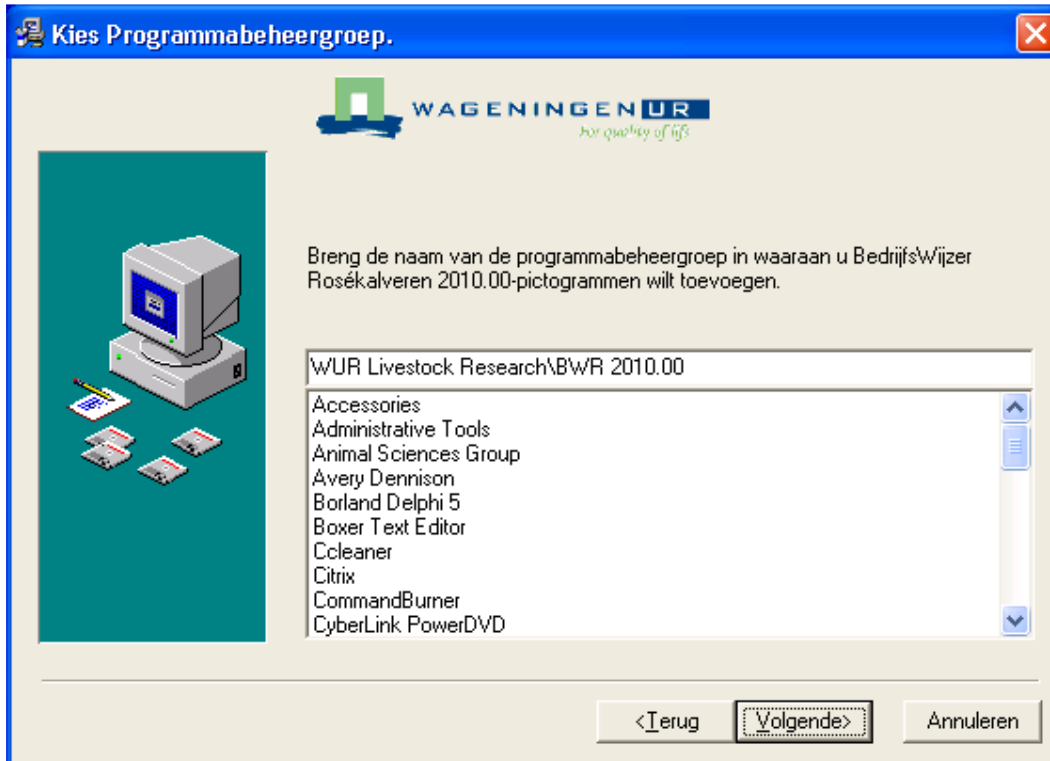 Kies Programmabeheergroep.
WAGENINGEN UR
For quality of life
Breng de naam van de programmabeheergroep in waaraan u BedrijfsWijzer
Rosékalveren 2010.00-pictogrammen wilt toevoegen.
WUR Livestock Research\BWR 2010.00
Accessories
Administrative Tools
Animal Sciences Group
Avery Dennison
Borland Delphi 5
Boxer Text Editor
Ccleaner
Citrix
CommandBurner
CyberLink PowerDVD
<Terug
Volgende>
Annuleren